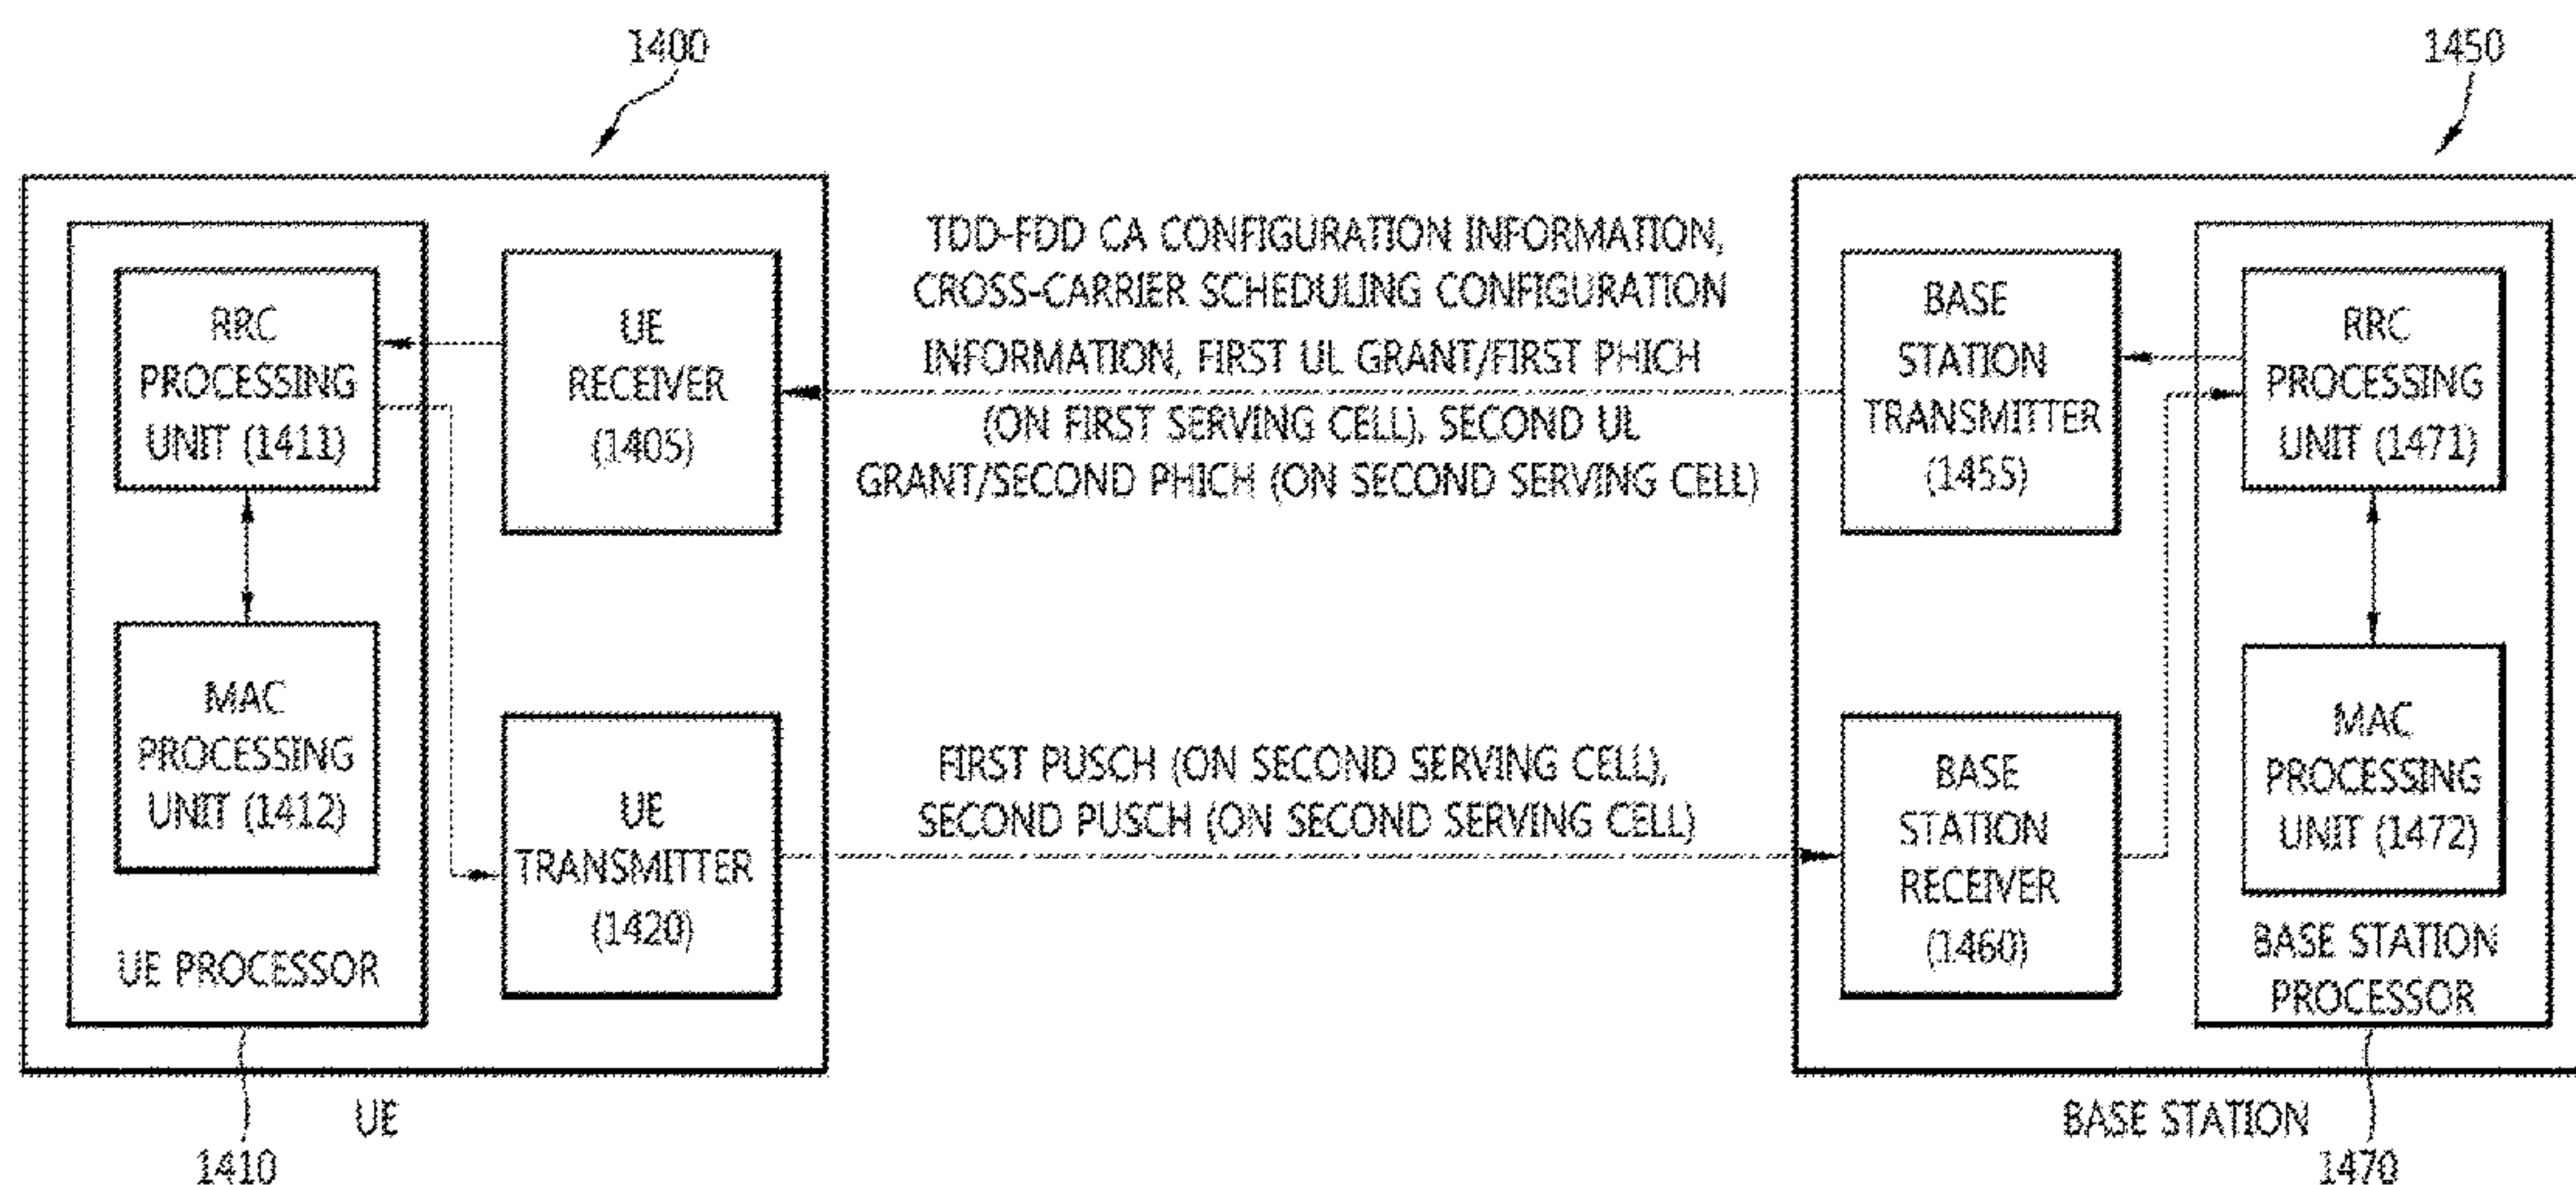 1400
1450
RRC
PROCESSING
UNIT (1411)
MAC
PROCESSING
UNIT (1412)
UE PROCESSOR
UE
RECEIVER
(1405)
UE
TRANSMITTER
(1420)
TDD-FDD CA CONFIGURATION INFORMATION,
CROSS-CARRIER SCHEDULING CONFIGURATION
INFORMATION, FIRST UL GRANT/FIRST PHICH
(ON FIRST SERVING CELL), SECOND UL
GRANT/SECOND PHICH (ON SECOND SERVING CELL)
FIRST PUSCH (ON SECOND SERVING CELL),
SECOND PUSCH (ON SECOND SERVING CELL)
BASE
STATION
TRANSMITTER
(1455)
BASE
STATION
RECEIVER
(1460)
RRC
PROCESSING
UNIT (1471)
MAC
PROCESSING
UNIT (1472)
BASE STATION
PROCESSOR
UE
1410
BASE STATION
1470